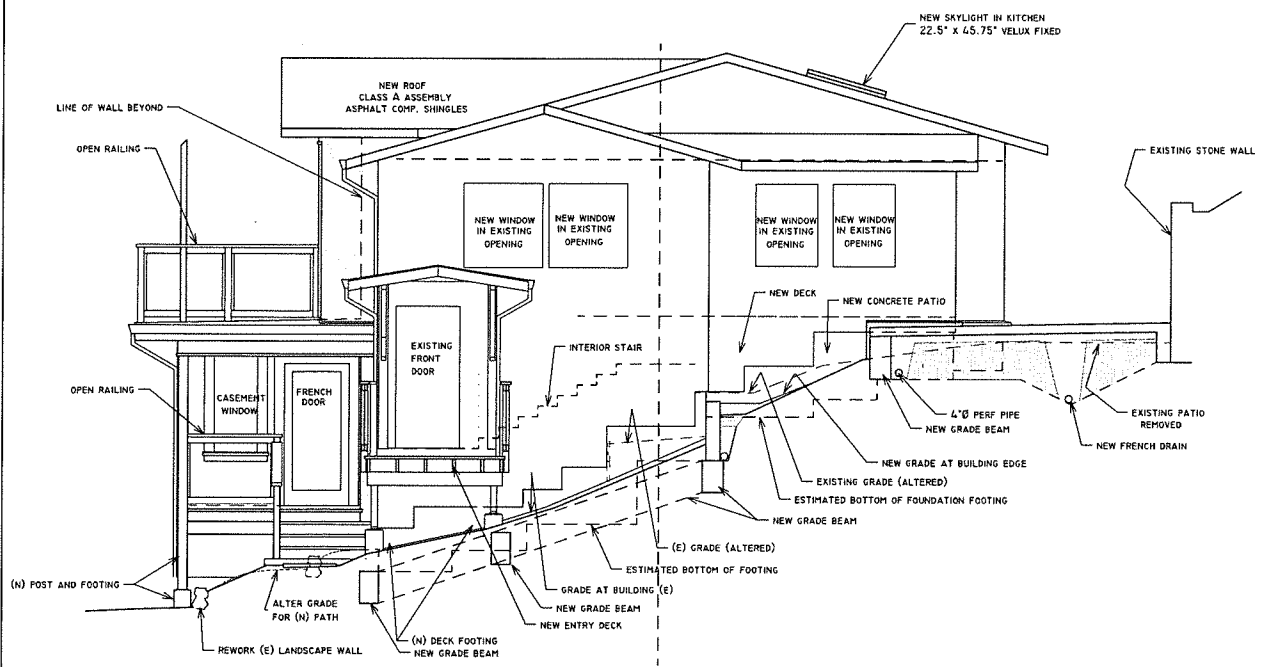 NEW SKYLIGHT IN KITCHEN
22.5" X 45.75" VELUX FIXED
NEW ROOF
CLASS A ASSEMBLY
ASPHALT COMP. SHINGLES
LINE OF WALL BEYOND
OPEN RAILING
EXISTING STONE WALL
NEW WINDOW
IN EXISTING
OPENING
NEW WINDOW
IN EXISTING
OPENING
NEW WINDOW
IN EXISTING
OPENING
NEW WINDOW
IN EXISTING
OPENING
NEW DECK
NEW CONCRETE PATIO
EXISTING
FRONT
DOOR
INTERIOR STAIR
OPEN RAILING
CASEMENT
WINDOW
FRENCH
DOOR
4"Ø PERF PIPE
NEW GRADE BEAM
EXISTING PATIO
REMOVED
NEW FRENCH DRAIN
NEW GRADE AT BUILDING EDGE
EXISTING GRADE (ALTERED)
ESTIMATED BOTTOM OF FOUNDATION FOOTING
NEW GRADE BEAM
(E) GRADE (ALTERED)
ESTIMATED BOTTOM OF FOOTING
(N) POST AND FOOTING
ALTER GRADE
FOR (N) PATH
GRADE AT BUILDING (E)
NEW GRADE BEAM
NEW ENTRY DECK
(N) DECK FOOTING
NEW GRADE BEAM
REWORK (E) LANDSCAPE WALL